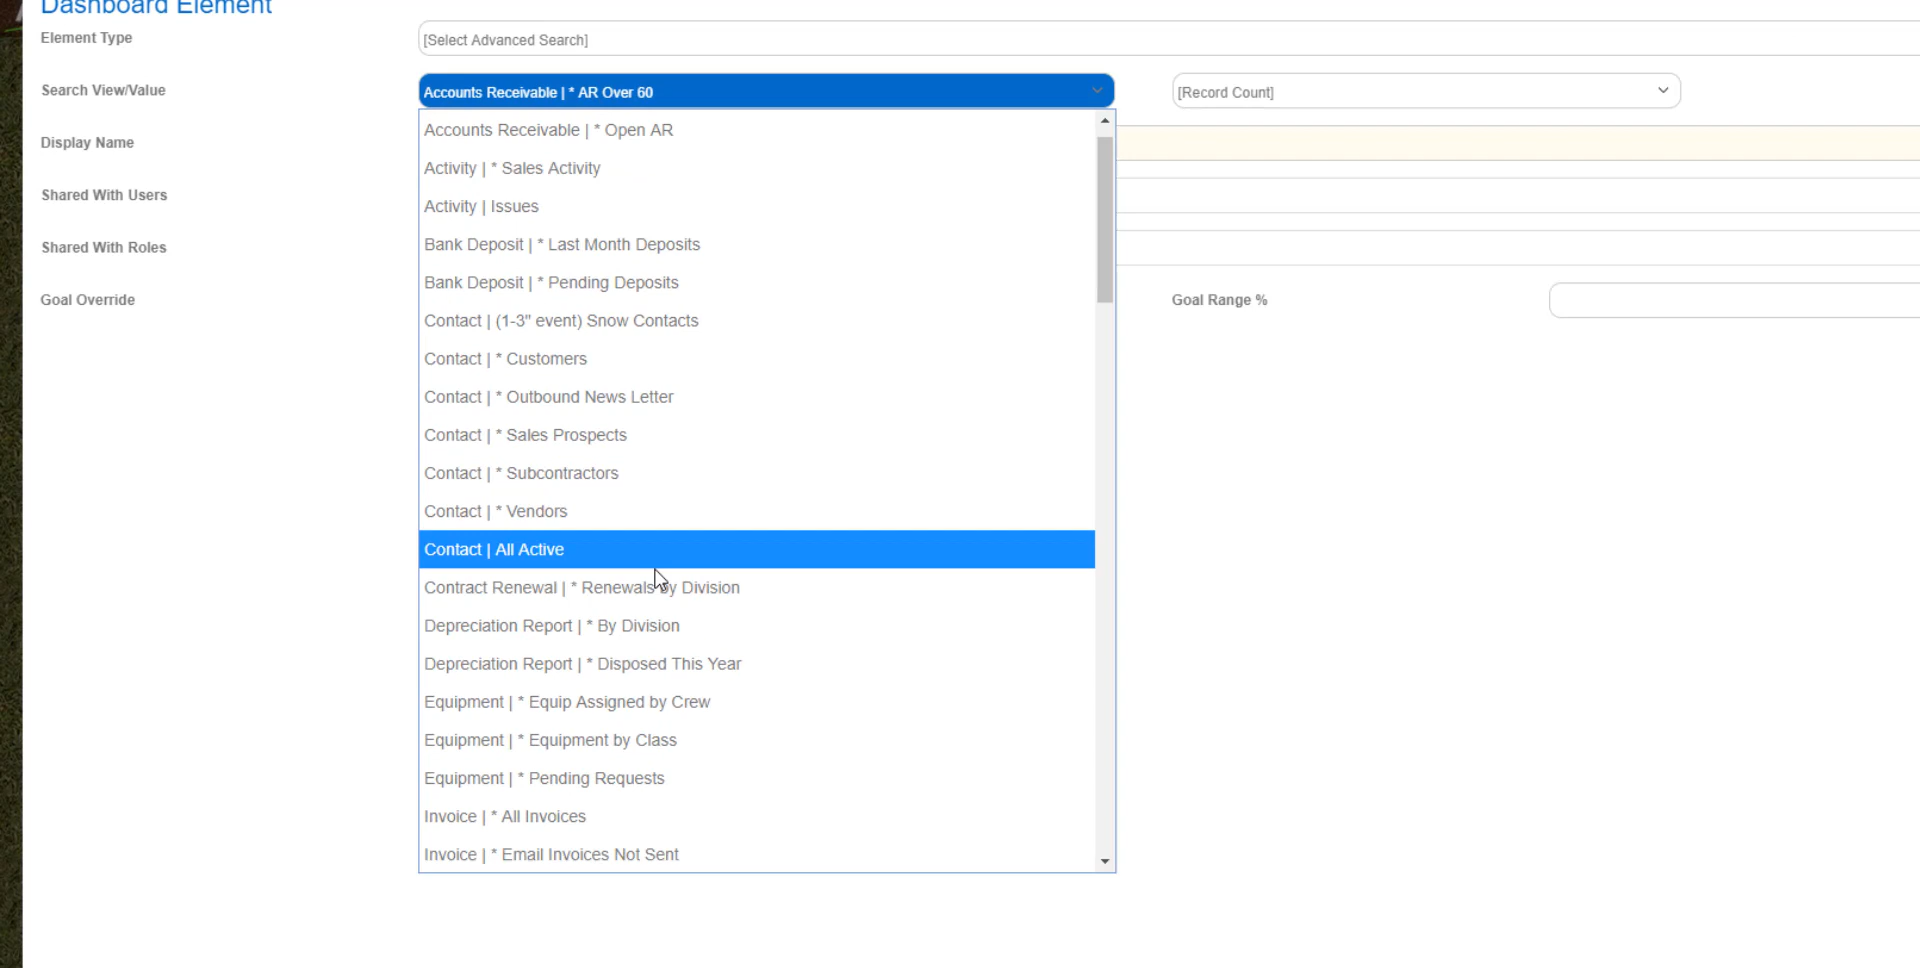 Dashboard Element
Element Type
[Select Advanced Search]
Search View/Value
Accounts Receivable | * AR Over 60
[Record Count]
Display Name
Shared With Users
Shared With Roles
Goal Override
Goal Range %
Accounts Receivable | * Open AR
Activity | * Sales Activity
Activity | Issues
Bank Deposit | * Last Month Deposits
Bank Deposit | * Pending Deposits
Contact | (1-3" event) Snow Contacts
Contact | * Customers
Contact | * Outbound News Letter
Contact | * Sales Prospects
Contact | * Subcontractors
Contact | * Vendors
Contact | All Active
Contract Renewal | * Renewals by Division
Depreciation Report | * By Division
Depreciation Report | * Disposed This Year
Equipment | * Equip Assigned by Crew
Equipment | * Equipment by Class
Equipment | * Pending Requests
Invoice | * All Invoices
Invoice | * Email Invoices Not Sent